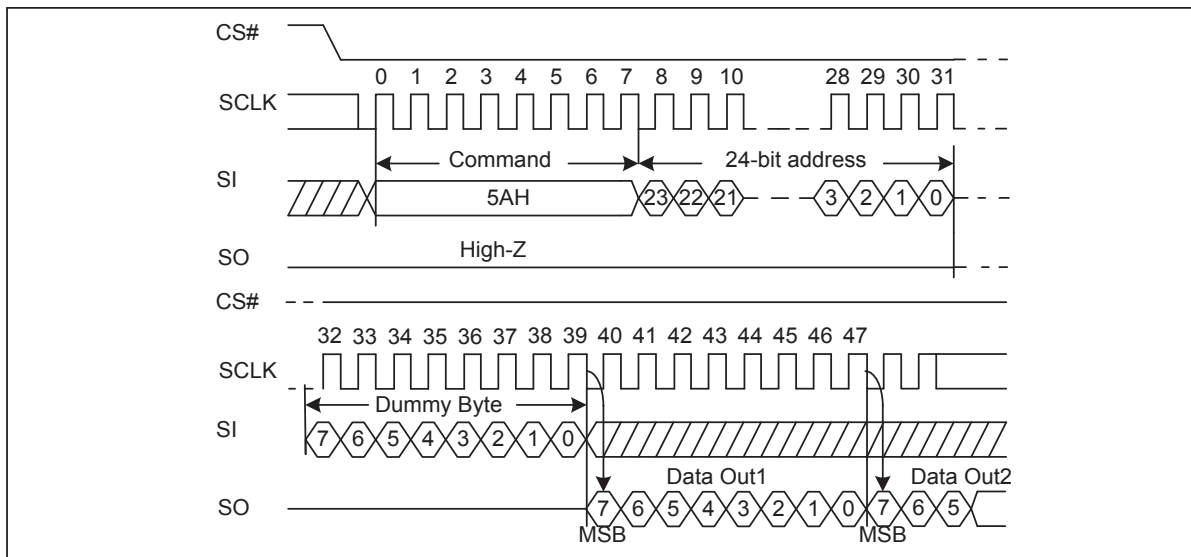 CS#
0 1 2 3 4 5 6 7 8 9 10 28 29 30 31
SCLK
Command 24-bit address
SI
5AH 23 22 21 3 2 1 0
High-Z
SO
CS#
32 33 34 35 36 37 38 39 40 41 42 43 44 45 46 47
SCLK
Dummy Byte
SI
7 6 5 4 3 2 1 0
Data Out1 Data Out2
SO
7 6 5 4 3 2 1 0 7 6 5
MSB MSB